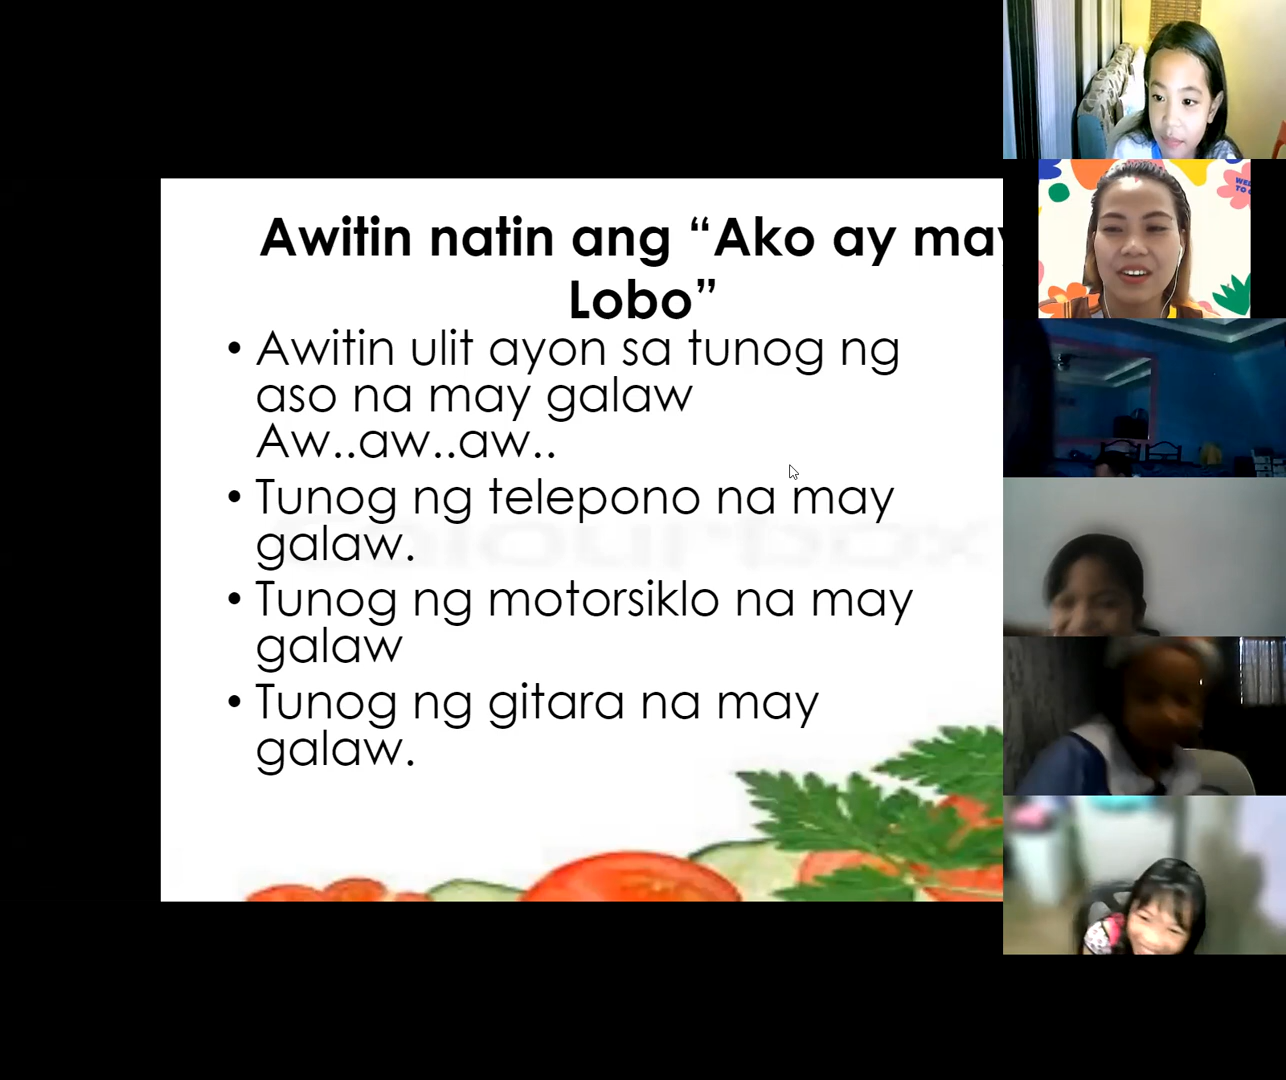 Awitin natin ang “Ako ay may
Lobo”
• Awitin ulit ayon sa tunog ng
aso na may galaw
Aw..aw..aw..
• Tunog ng telepono na may
galaw.
• Tunog ng motorsiklo na may
galaw
• Tunog ng gitara na may
galaw.